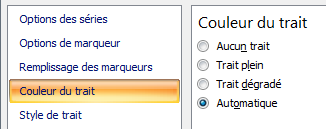 Options des séries
Options de marqueur
Remplissage des marqueurs
Couleur du trait
Style de trait
Couleur du trait
Aucun trait
Trait plein
Trait dégradé
Automatique